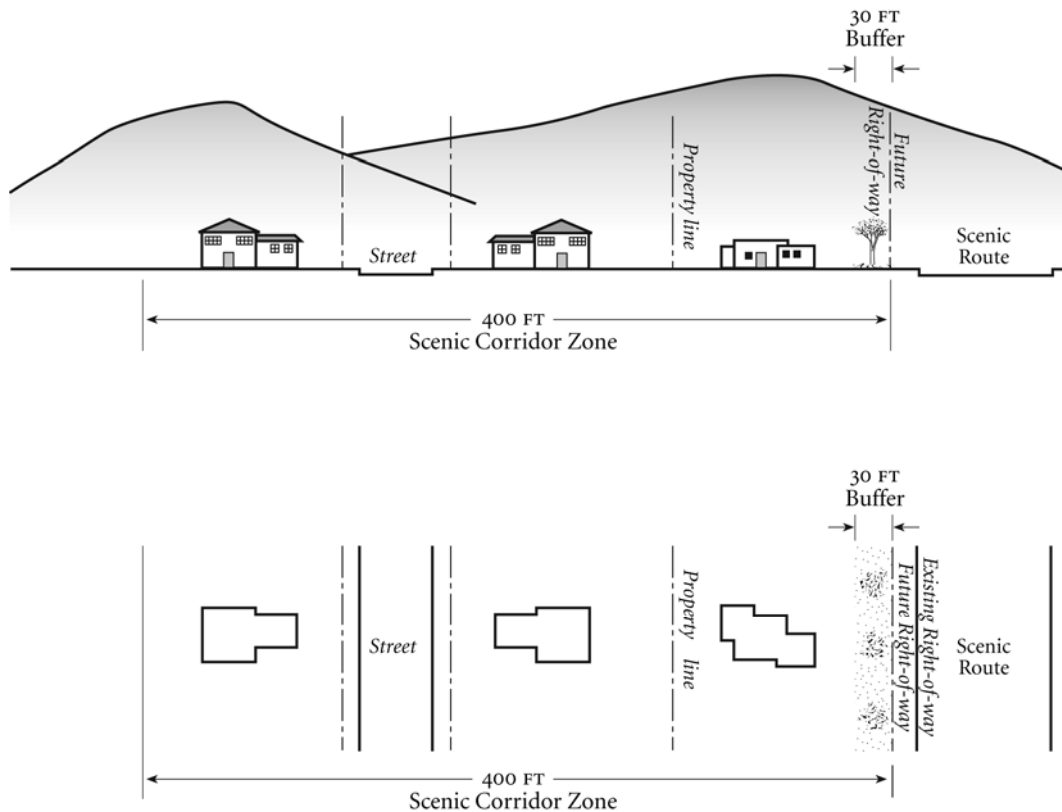 30 FT
Buffer
Future
Right-of-way
Property line
Street
Scenic
Route
400 FT
Scenic Corridor Zone
30 FT
Buffer
Existing Right-of-way
Future Right-of-way
Property line
Street
Scenic
Route
400 FT
Scenic Corridor Zone